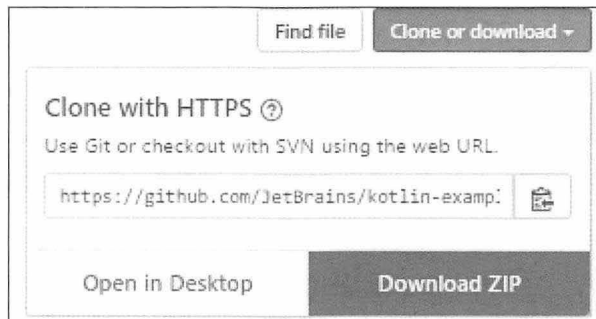 Find file
Clone or download
Clone with HTTPS
Use Git or checkout with SVN using the web URL.
https://github.com/JetBrains/kotlin-exampl
Open in Desktop
Download ZIP